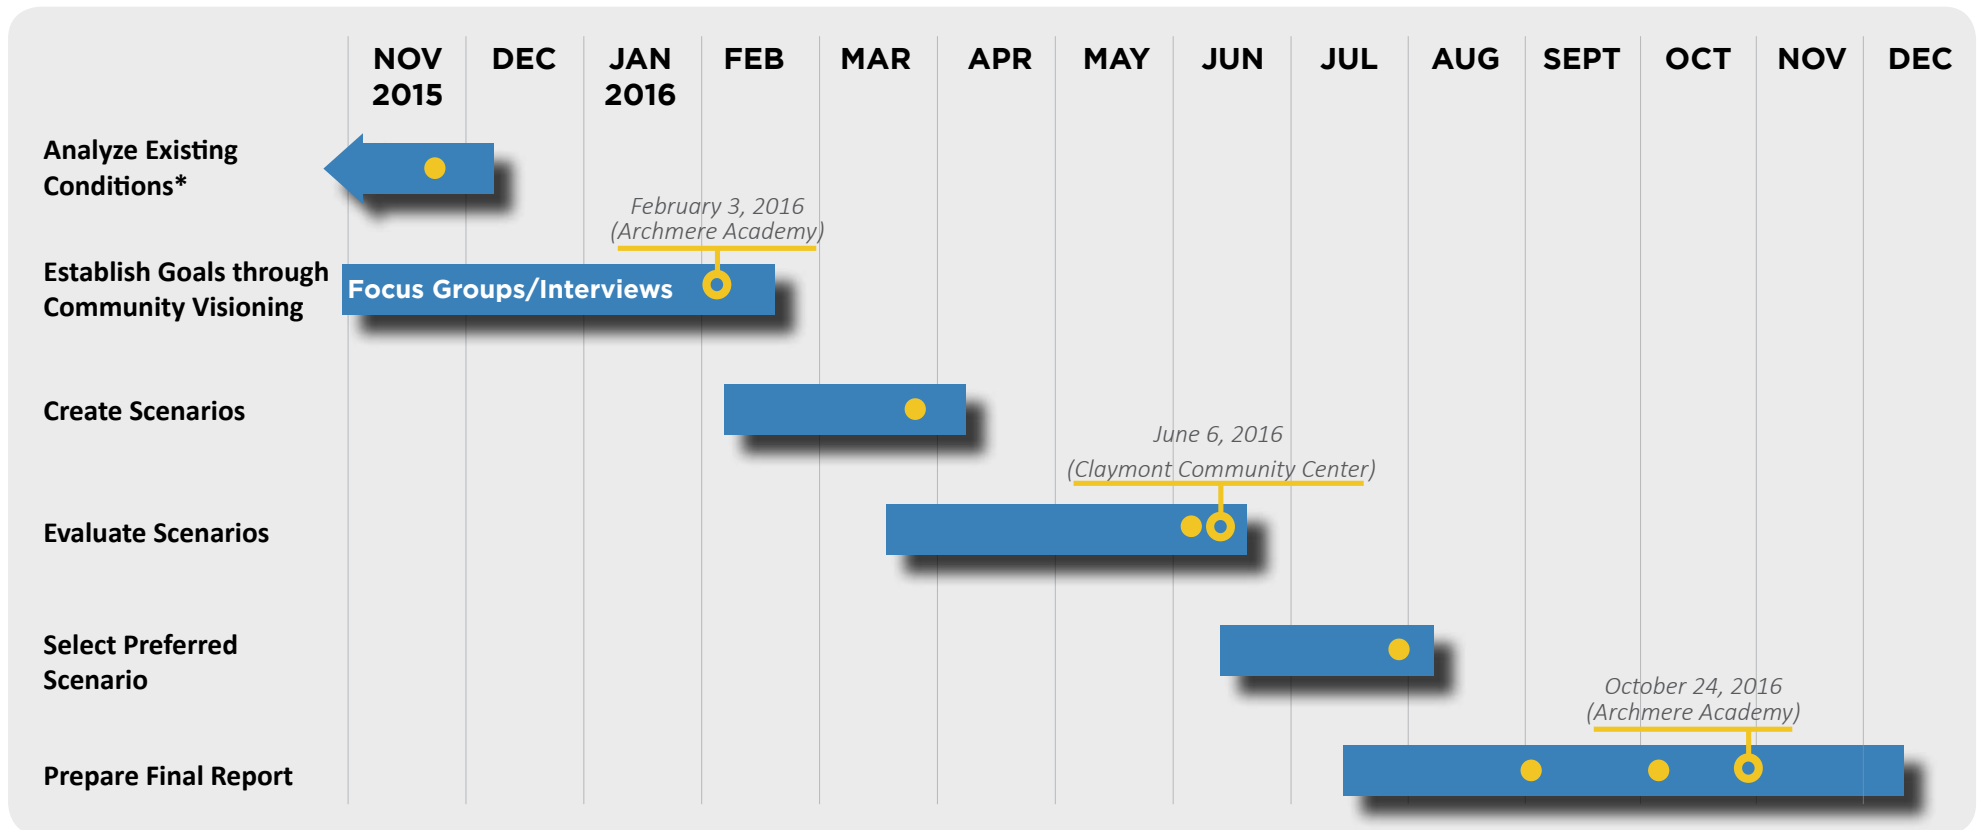 NOV DEC JAN FEB MAR APR MAY JUN JUL AUG SEPT OCT NOV DEC
2015 2016
Analyze Existing
Conditions*
February 3, 2016
(Archmere Academy)
Establish Goals through
Community Visioning
Focus Groups/Interviews
Create Scenarios
June 6, 2016
(Claymont Community Center)
Evaluate Scenarios
Select Preferred
Scenario
October 24, 2016
(Archmere Academy)
Prepare Final Report